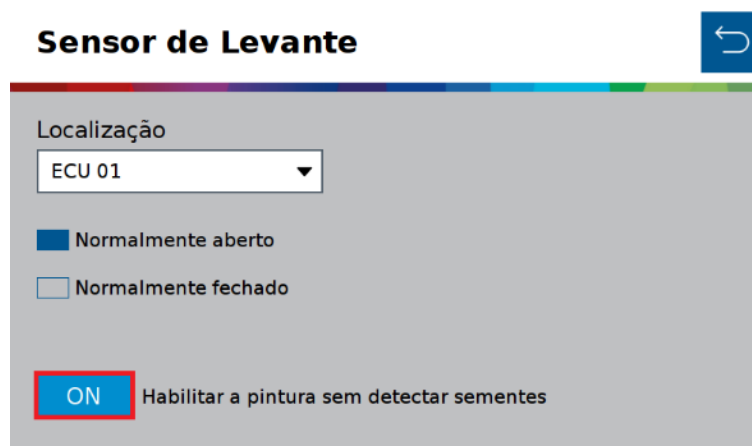 Sensor de Levante
Localização
ECU 01
Normalmente aberto
Normalmente fechado
ON Habilitar a pintura sem detectar sementes